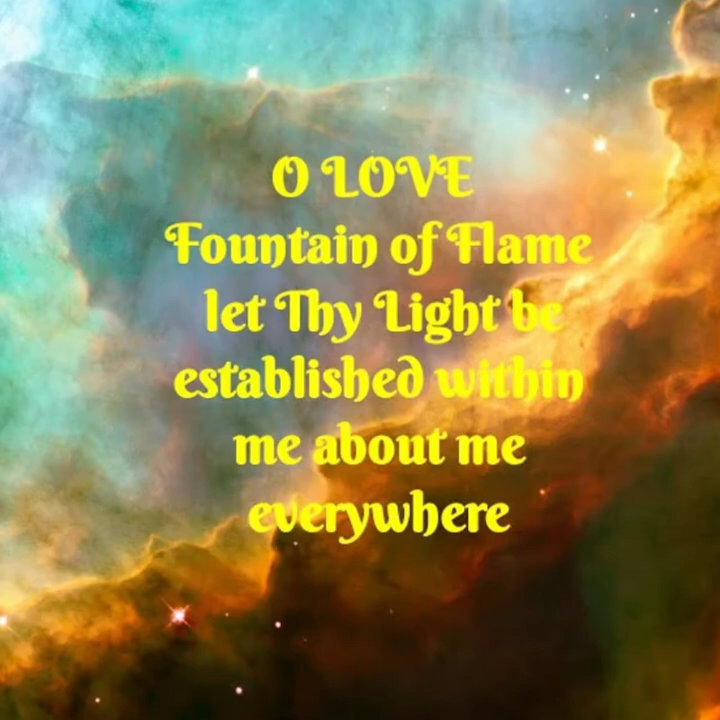 O LOVE
Fountain of Flame
let Thy Light be
established within
me about me
everywhere